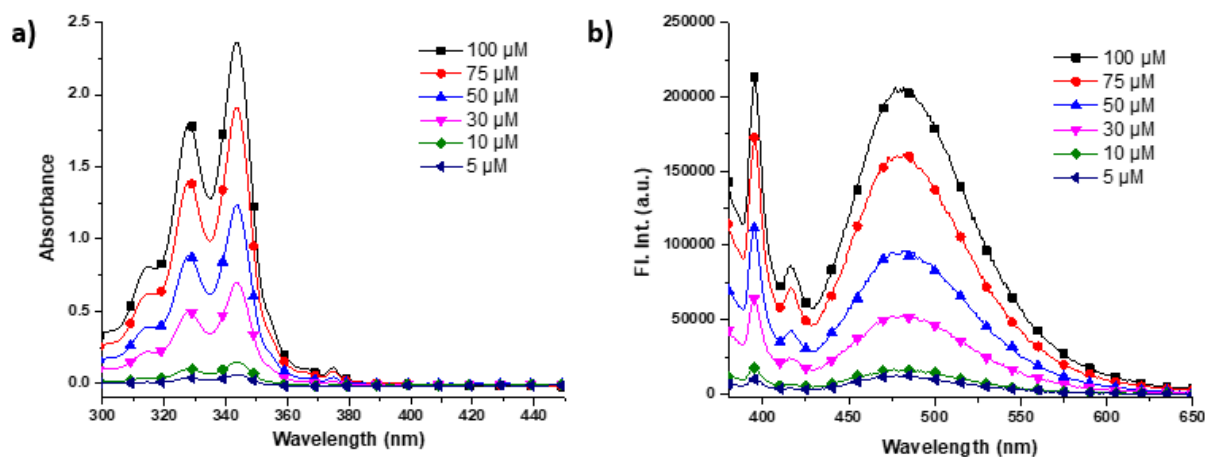 a)
2.5
2.0
1.5
1.0
0.5
0.0
Absorbance
300 320 340 360 380 400 420 440
Wavelength (nm)
100 µM
75 µM
50 µM
30 µM
10 µM
5 µM
b)
250000
200000
150000
100000
50000
0
Fl. Int. (a.u.)
400 450 500 550 600 650
Wavelength (nm)
100 µM
75 µM
50 µM
30 µM
10 µM
5 µM